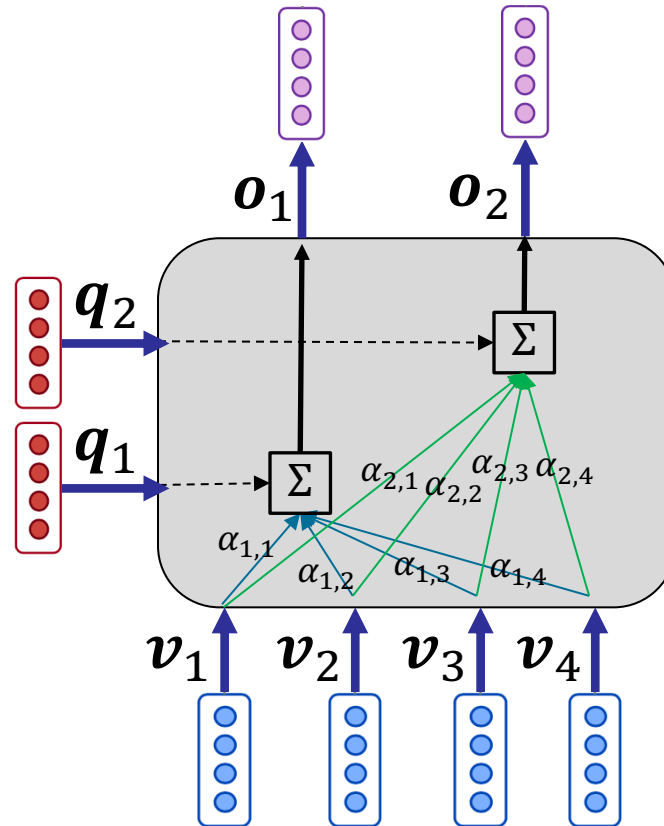 o₁ o₂
q₂
Σ
q₁
Σ
α₂,₁ α₂,₂ α₂,₃ α₂,₄
α₁,₁ α₁,₂ α₁,₃ α₁,₄
v₁ v₂ v₃ v₄